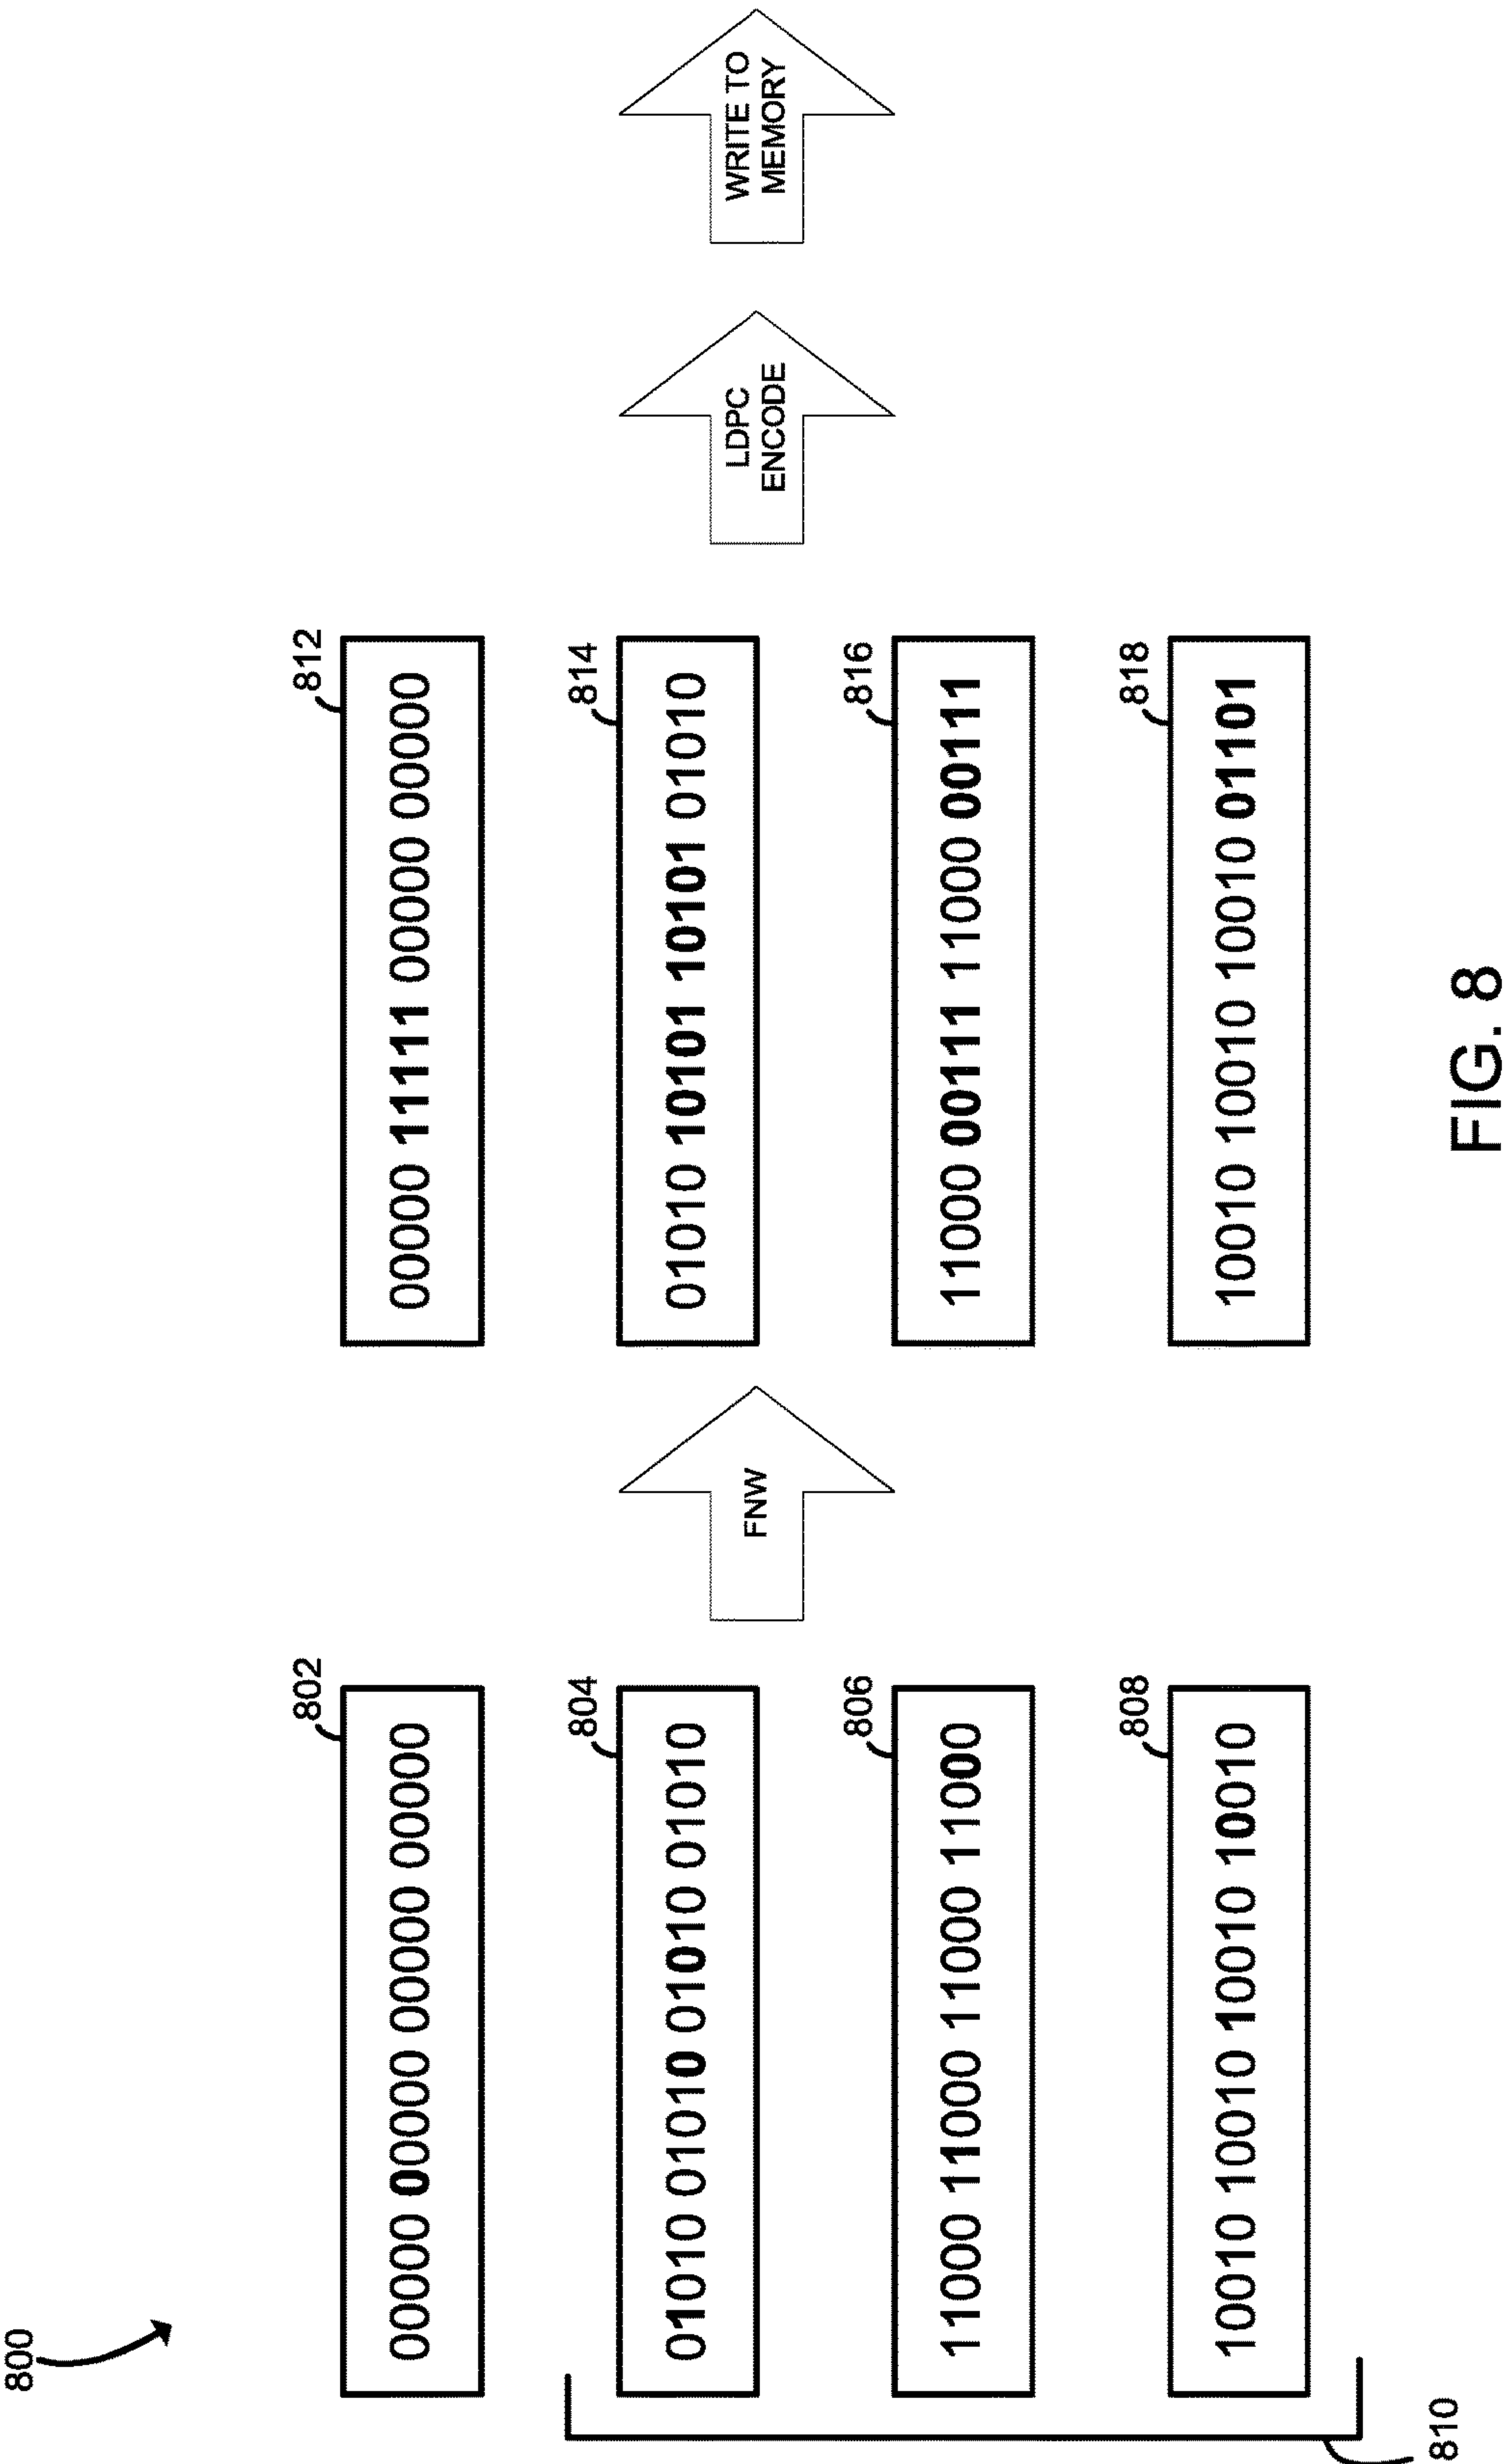 800
802
00000 00000 00000 00000
804
01010 01010 01010 01010
806
11000 11000 11000 11000
808
10010 10010 10010 10010
810
FNW
812
00000 11111 00000 00000
814
01010 10101 10101 01010
816
11000 00111 11000 00111
818
10010 10010 10010 01101
LDPC
ENCODE
WRITE TO
MEMORY
FIG. 8